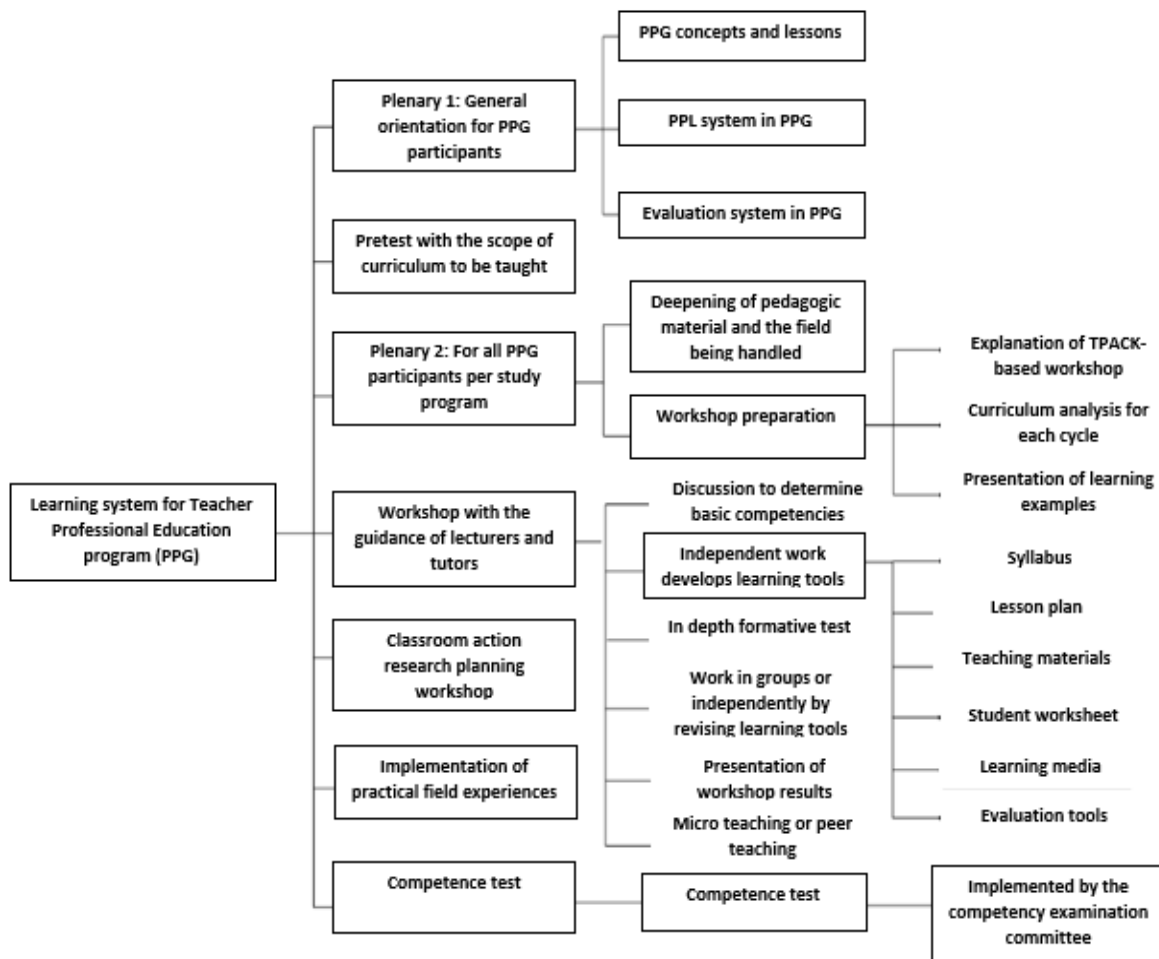 PPG concepts and lessons
Plenary 1: General
orientation for PPG
participants
PPL system in PPG
Evaluation system in PPG
Pretest with the scope of
curriculum to be taught
Deepening of pedagogic
material and the field
being handled
Plenary 2: For all PPG
participants per study
program
Workshop preparation
Explanation of TPACK-
based workshop
Curriculum analysis for
each cycle
Presentation of learning
examples
Learning system for Teacher
Professional Education
program (PPG)
Workshop with the
guidance of lecturers and
tutors
Discussion to determine
basic competencies
Independent work
develops learning tools
In depth formative test
Work in groups or
independently by
revising learning tools
Presentation of
workshop results
Micro teaching or peer
teaching
Syllabus
Lesson plan
Teaching materials
Student worksheet
Learning media
Evaluation tools
Classroom action
research planning
workshop
Implementation of
practical field experiences
Competence test
Competence test
Implemented by the
competency examination
committee